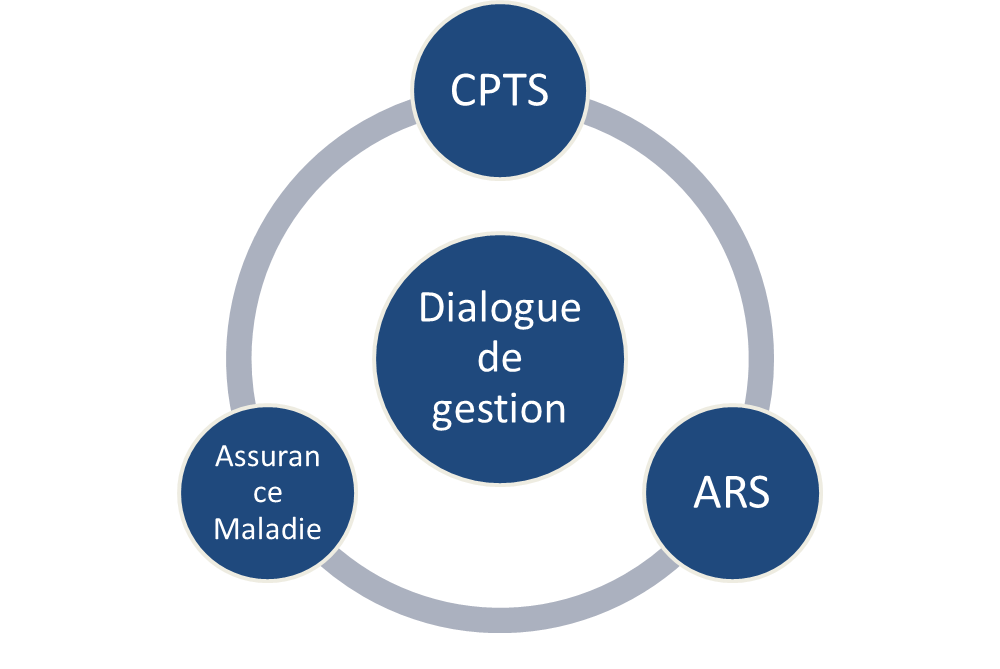 CPTS
Dialogue
de
gestion
Assuran
ce
Maladie
ARS